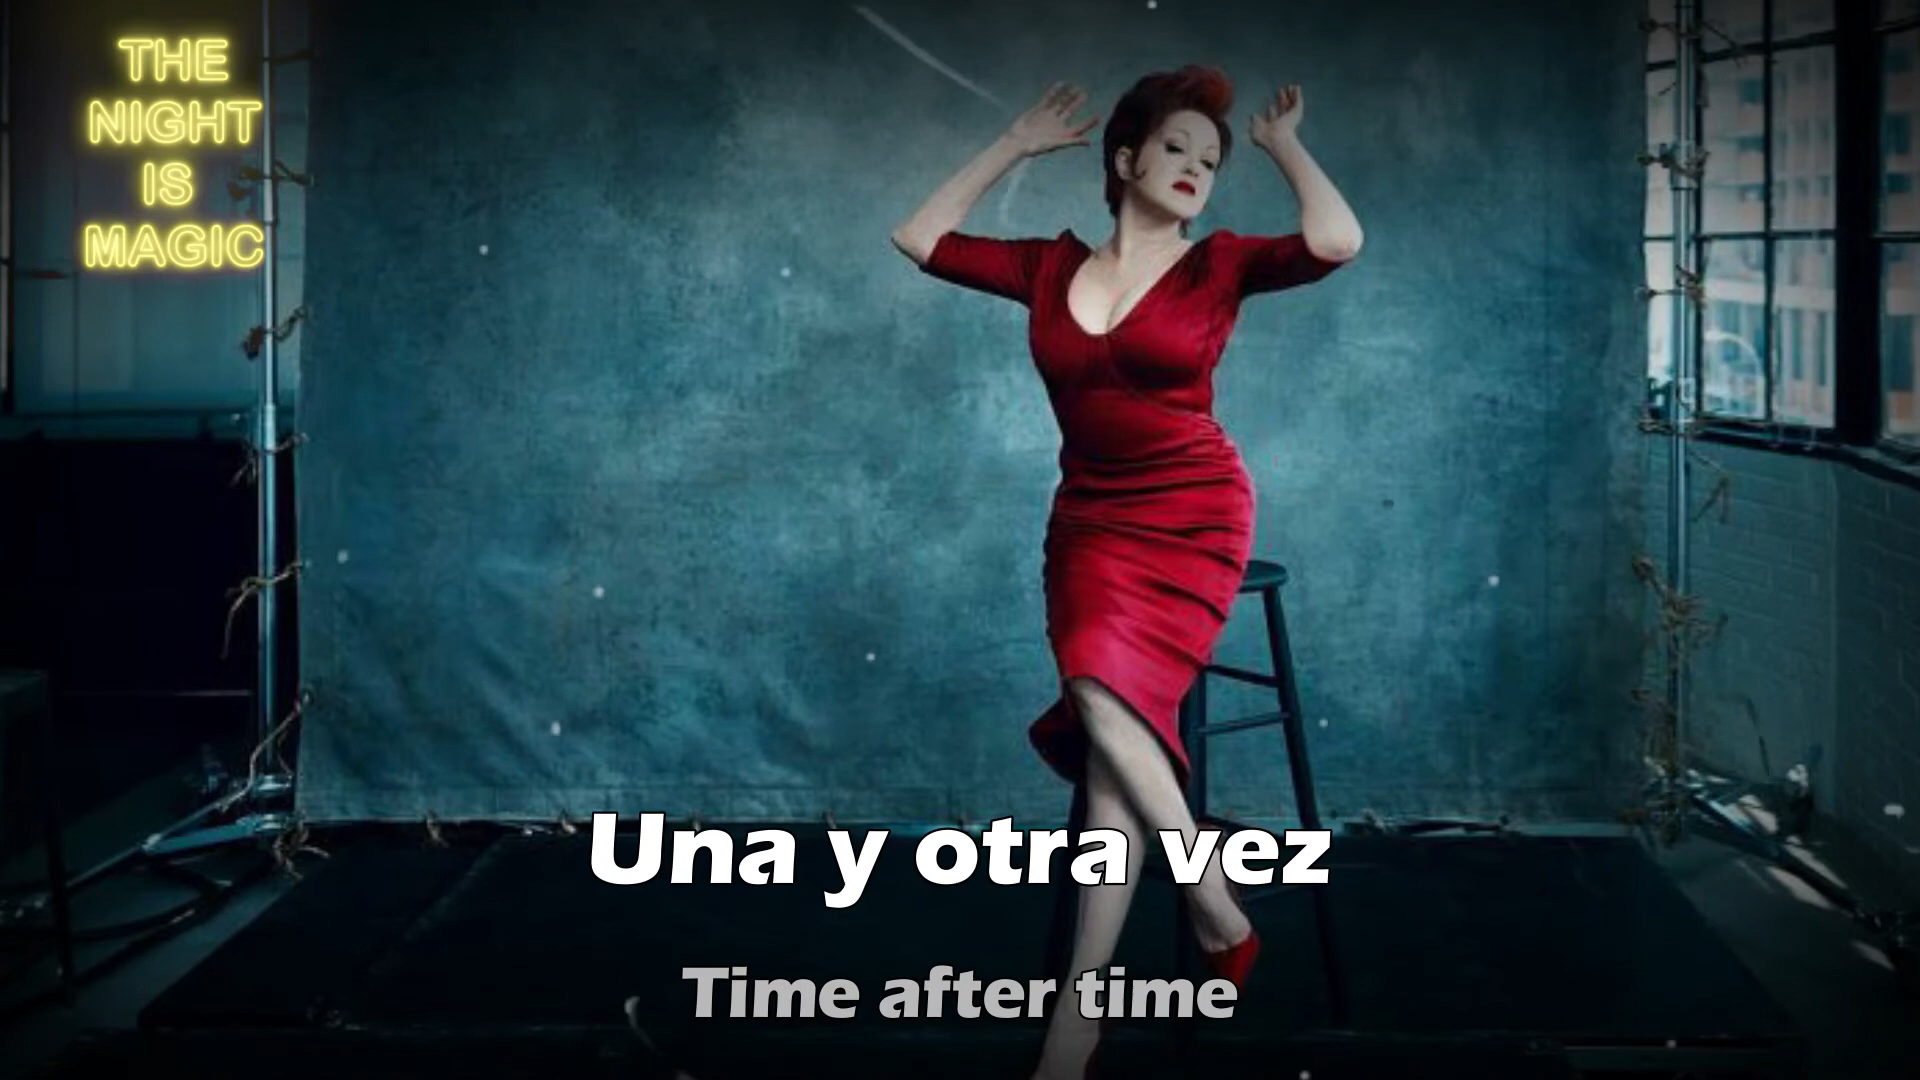 THE
NIGHT
IS
MAGIC
Una y otra vez
Time after time